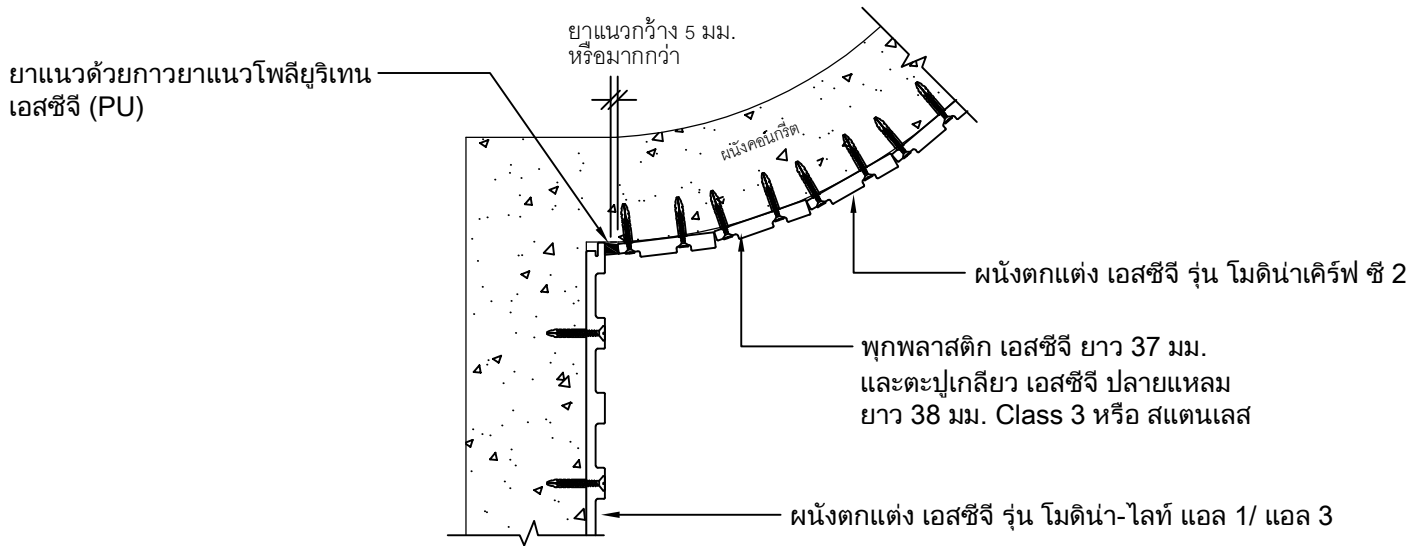 ยาแนวกว้าง 5 มม.
หรือมากกว่า
ยาแนวด้วยกาวยาแนวโพลียูริเทน
เอสซีจี (PU)
ผนังคอนกรีต
ผนังตกแต่ง เอสซีจี รุ่น โมดิน่าเคิร์ฟ ซี 2
พุกพลาสติก เอสซีจี ยาว 37 มม.
และตะปูเกลียว เอสซีจี ปลายแหลม
ยาว 38 มม. Class 3 หรือ สแตนเลส
ผนังตกแต่ง เอสซีจี รุ่น โมดิน่า-ไลท์ แอล 1/ แอล 3